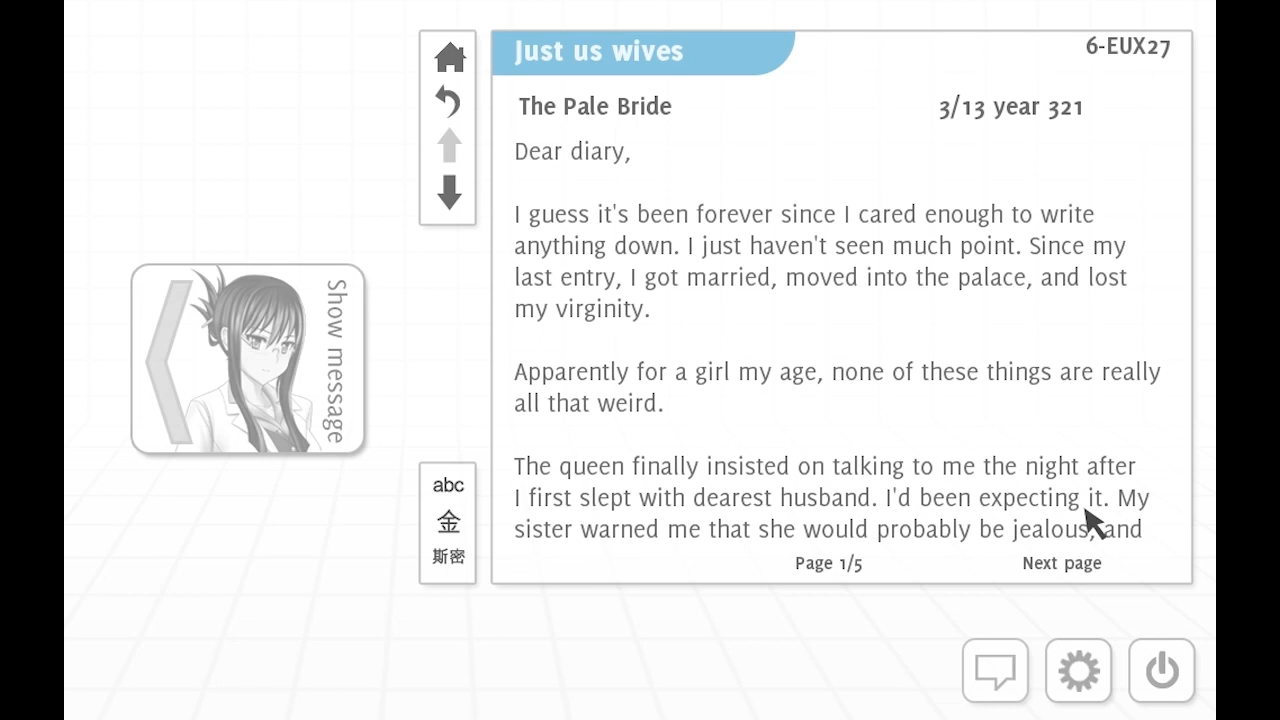 Just us wives
6-EUX27
The Pale Bride
3/13 year 321
Dear diary,
I guess it's been forever since I cared enough to write
anything down. I just haven't seen much point. Since my
last entry, I got married, moved into the palace, and lost
my virginity.
Apparently for a girl my age, none of these things are really
all that weird.
The queen finally insisted on talking to me the night after
I first slept with dearest husband. I'd been expecting it. My
sister warned me that she would probably be jealous, and
Page 1/5
Next page
Show message
abc
金
斯密